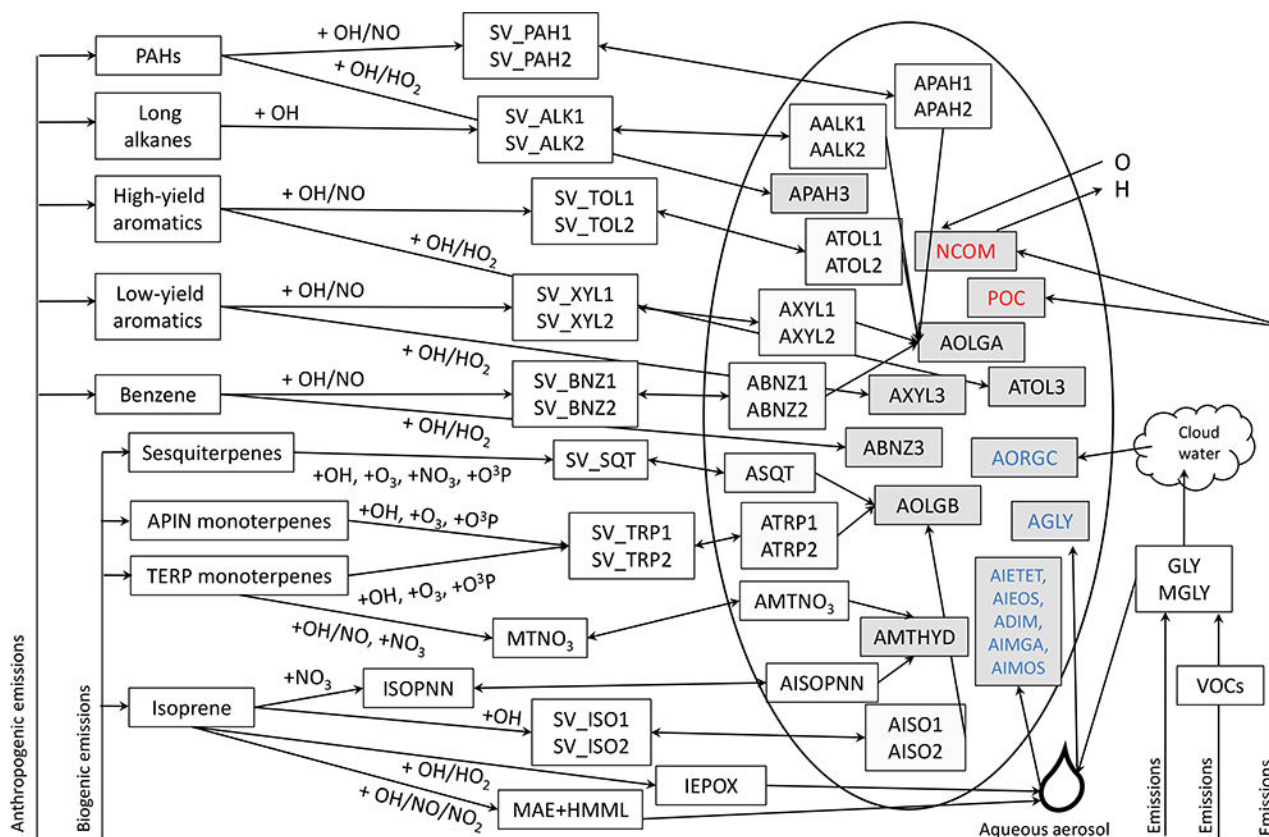 PAHs
+ OH/NO
+ OH/HO2
SV_PAH1
SV_PAH2
APAH1
APAH2
Long
alkanes
+ OH
SV_ALK1
SV_ALK2
AALK1
AALK2
APAH3
O
H
High-yield
aromatics
+ OH/NO
+ OH/HO2
SV_TOL1
SV_TOL2
ATOL1
ATOL2
NCOM
POC
Low-yield
aromatics
+ OH/NO
+ OH/HO2
SV_XYL1
SV_XYL2
AXYL1
AXYL2
AOLGA
ATOL3
Benzene
+ OH/NO
+ OH/HO2
SV_BNZ1
SV_BNZ2
ABNZ1
ABNZ2
AXYL3
ABNZ3
Sesquiterpenes
+OH, +O3, +NO3, +O3P
SV_SQT
ASQT
AORGC
Cloud
water
APIN monoterpenes
+OH, +O3, +O3P
SV_TRP1
SV_TRP2
ATRP1
ATRP2
AOLGB
AGLY
TERP monoterpenes
+OH, +O3, +O3P
+OH/NO, +NO3
MTNO3
AMTNO3
AMTHYD
AIETET,
AIEOS,
ADIM,
AIMGA,
AIMOS
GLY
MGLY
VOCs
Isoprene
+NO3
ISOPNN
AISOPNN
+OH
SV_ISO1
SV_ISO2
AISO1
AISO2
+ OH/HO2
IEPOX
+ OH/NO/NO2
MAE+HMML
Aqueous aerosol
Anthropogenic emissions
Biogenic emissions
Emissions
Emissions
Emissions